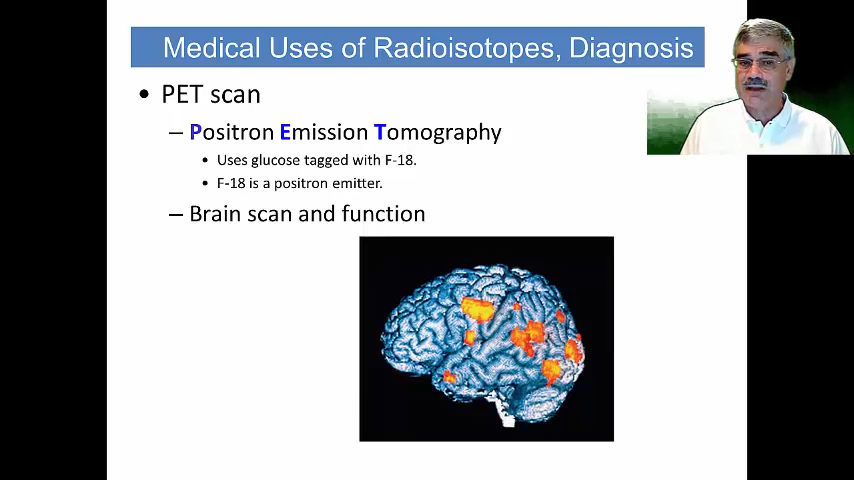 Medical Uses of Radioisotopes, Diagnosis
• PET scan
– Positron Emission Tomography
• Uses glucose tagged with F-18.
• F-18 is a positron emitter.
– Brain scan and function